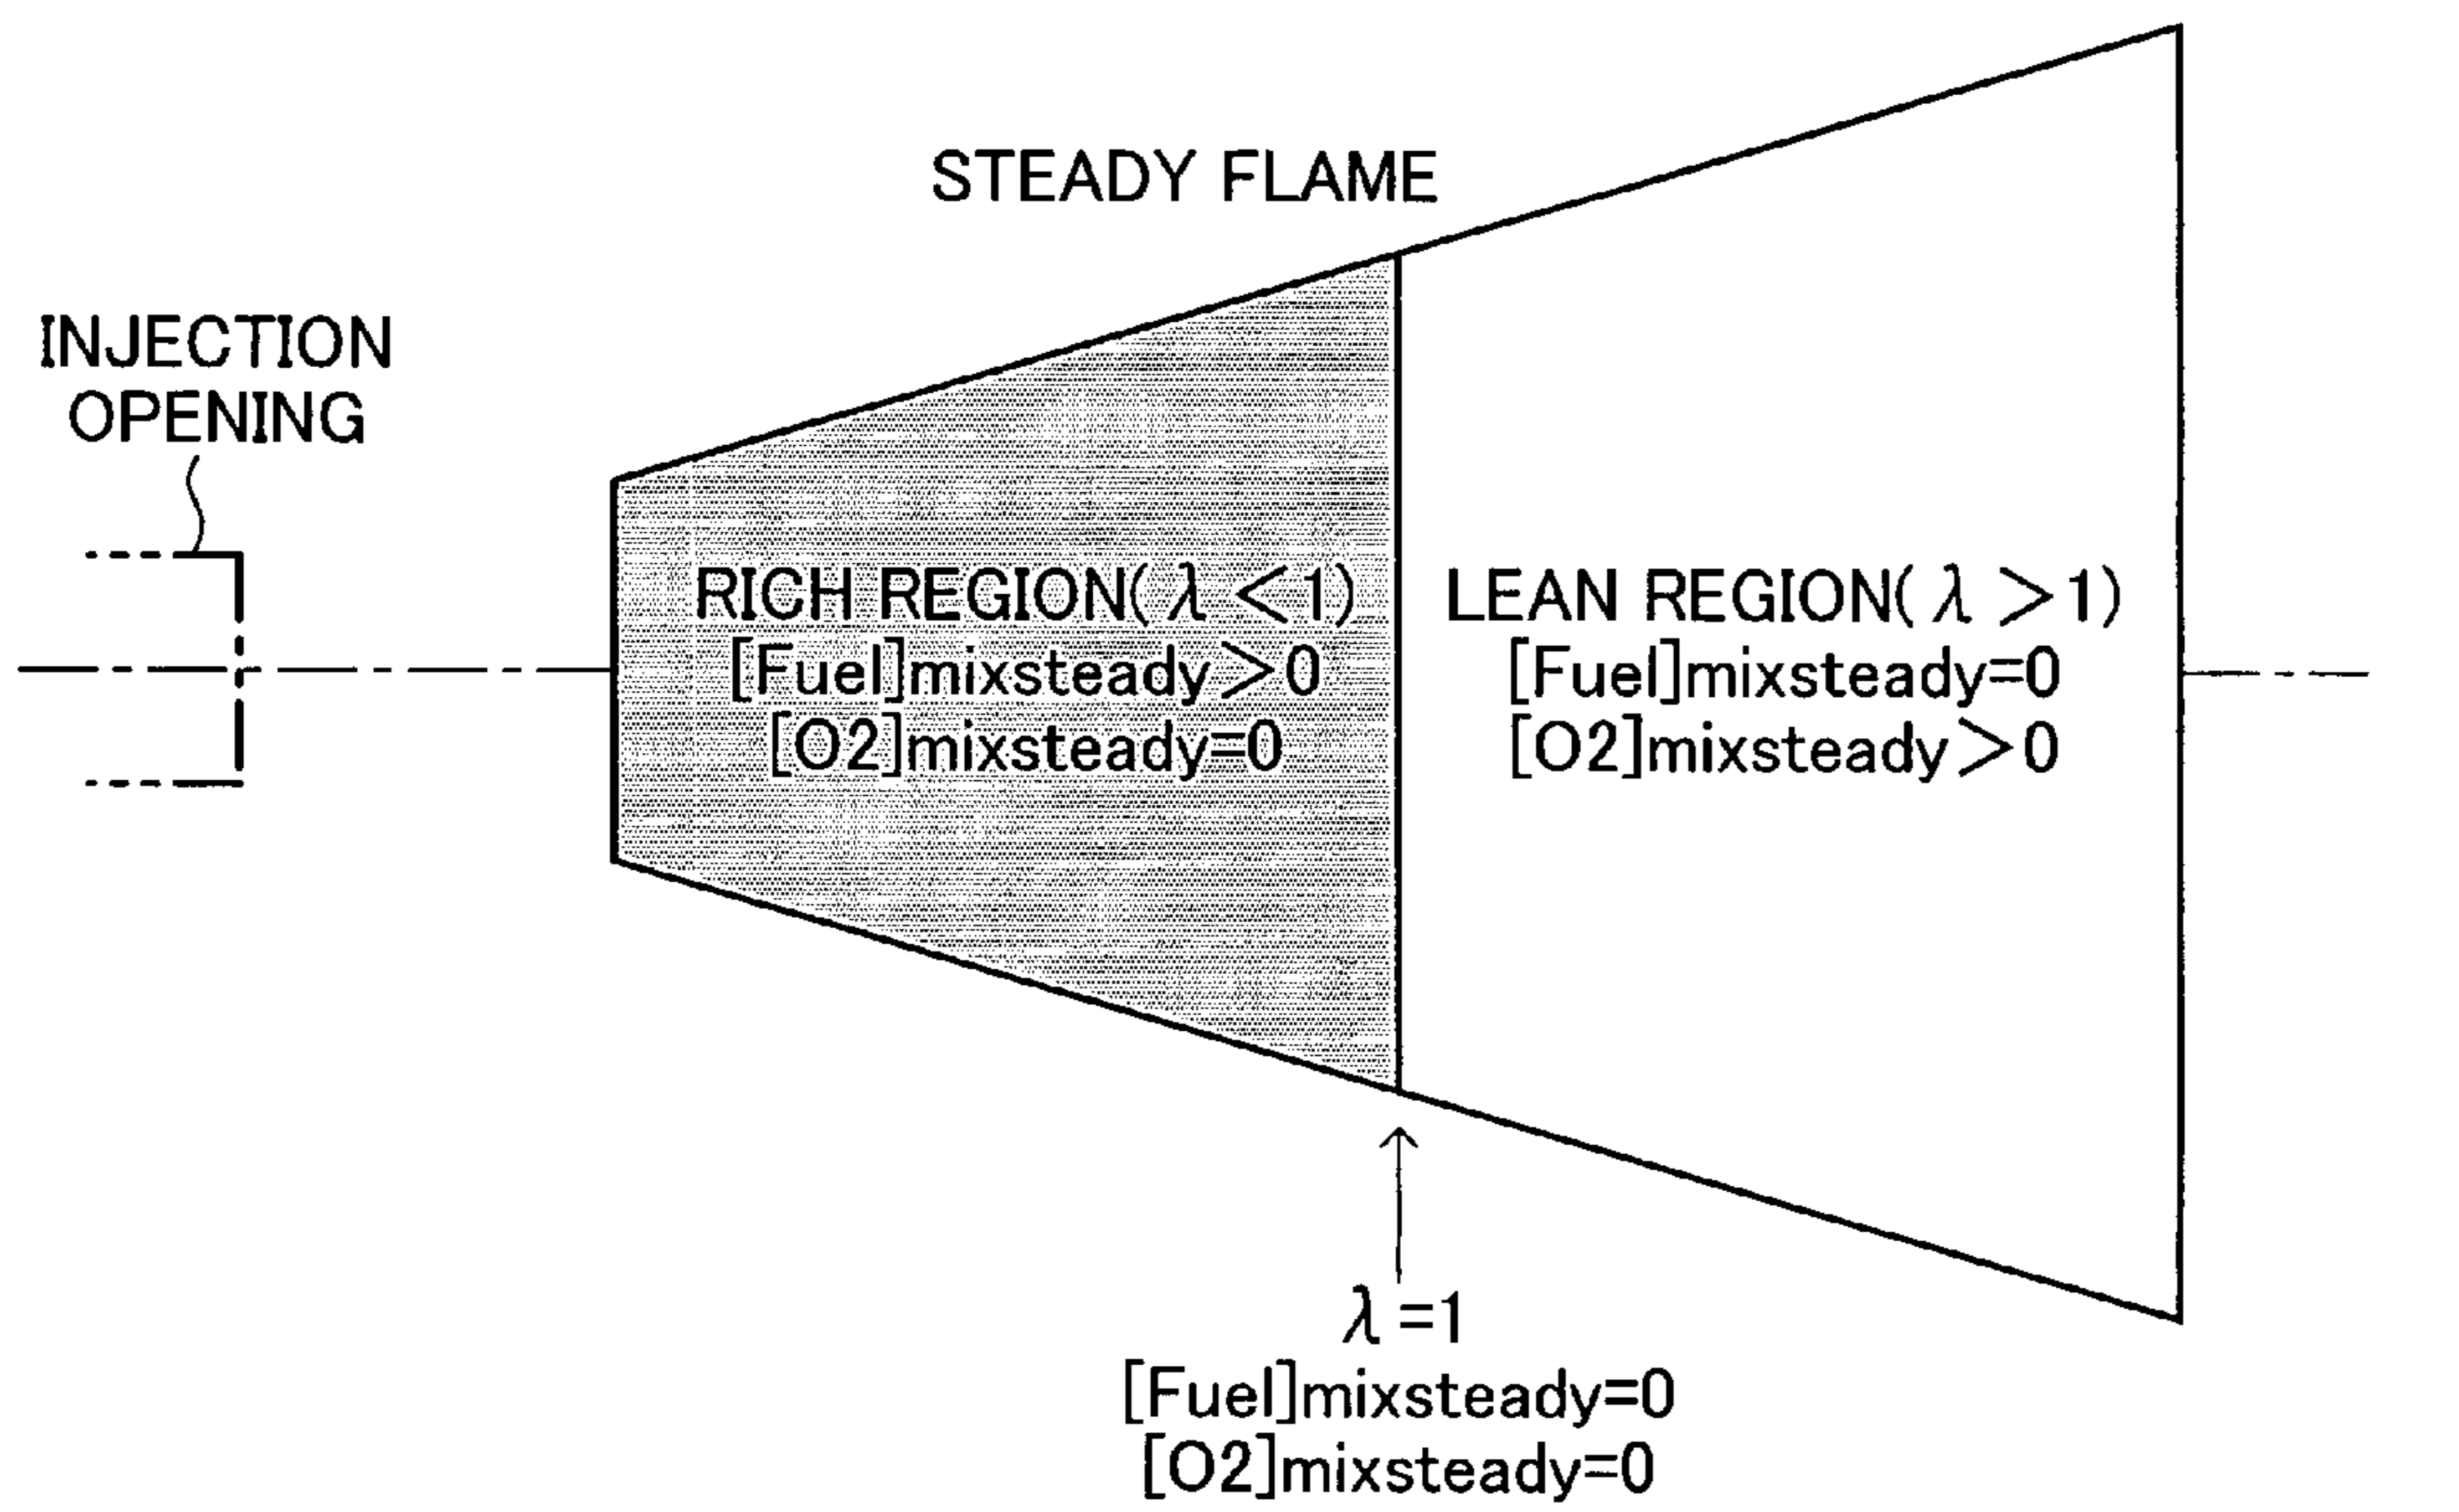 STEADY FLAME
INJECTION
OPENING
RICH REGION(λ<1)
[Fuel]mixsteady>0
[O2]mixsteady=0
LEAN REGION(λ>1)
[Fuel]mixsteady=0
[O2]mixsteady>0
λ=1
[Fuel]mixsteady=0
[O2]mixsteady=0